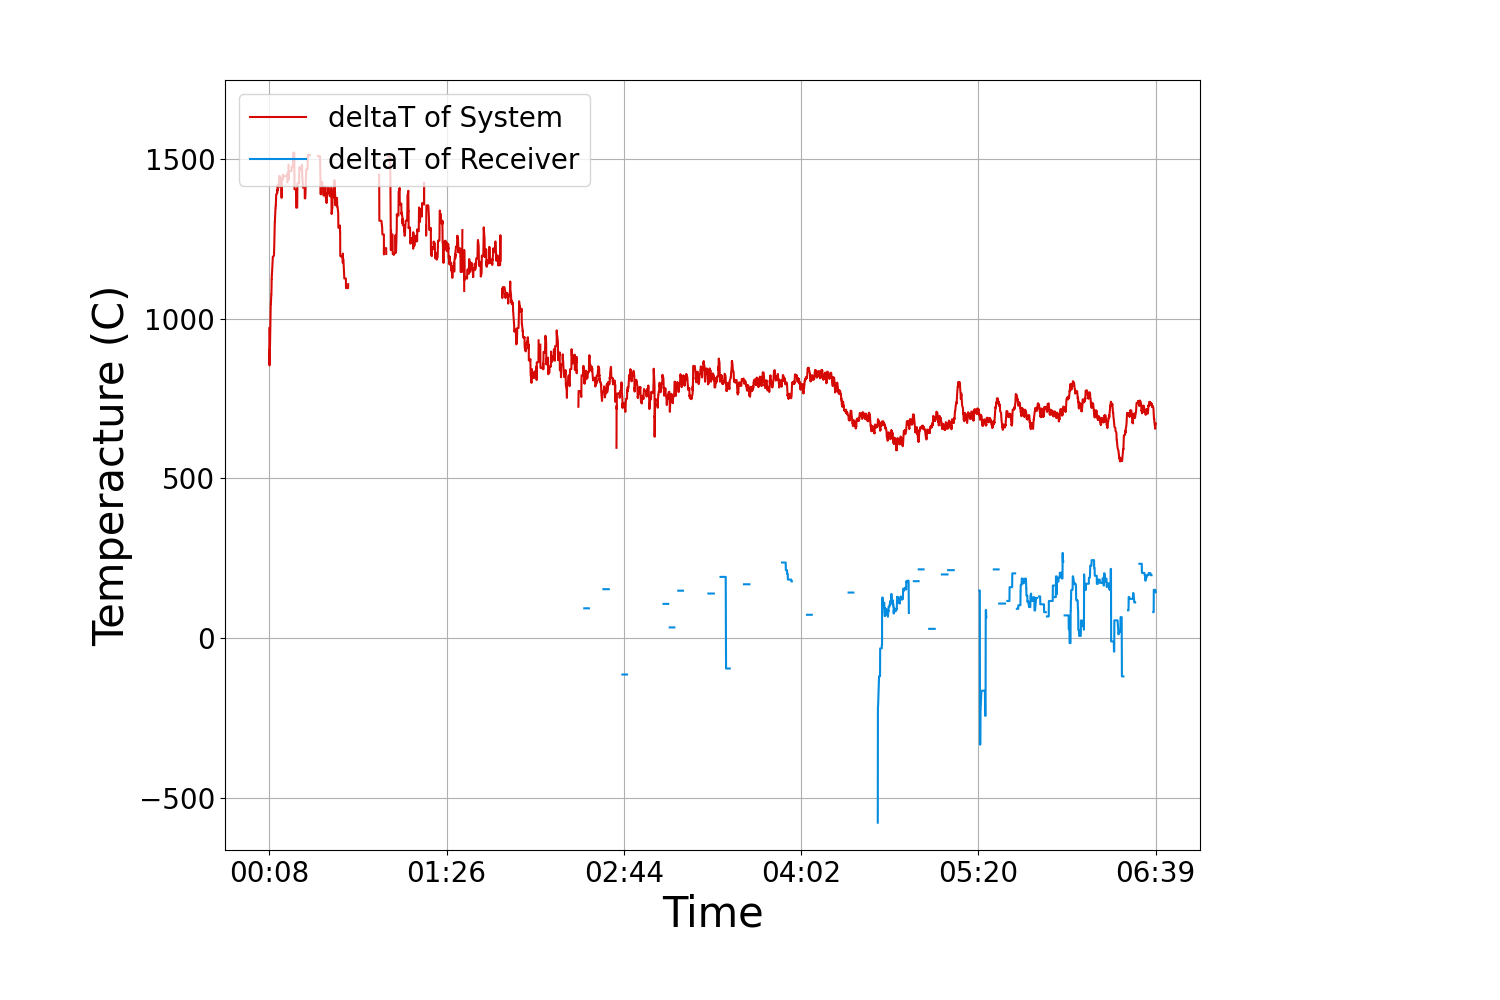 deltaT of System
deltaT of Receiver
Temperacture (C)
1500
1000
500
0
−500
00:08 01:26 02:44 04:02 05:20 06:39
Time